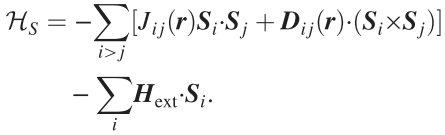 ℋ_S = −∑_{i>j}[J_{ij}(𝒓)𝑺_i·𝑺_j + 𝑫_{ij}(𝒓)·(𝑺_i×𝑺_j)]
− ∑_i 𝑯_ext·𝑺_i.